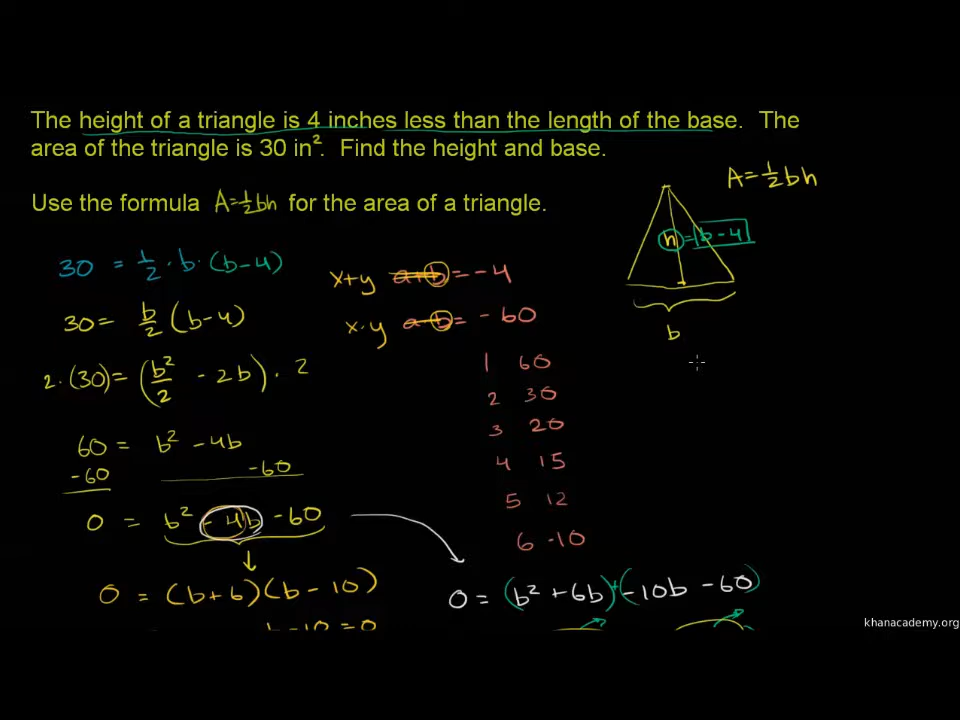 The height of a triangle is 4 inches less than the length of the base. The
area of the triangle is 30 in². Find the height and base.
A = ½bh
Use the formula A=½bh for the area of a triangle.
h = b - 4
b
30 = ½ · b · (b-4)
30 = b/2 (b-4)
2 · (30) = (b²/2 - 2b) · 2
60 = b² - 4b
-60 -60
0 = b² - 4b - 60
0 = (b+6)(b-10)
b-10=0
x+y a+b = -4
x·y a·b = -60
1 60
2 30
3 20
4 15
5 12
6 -10
0 = (b² + 6b) + (-10b - 60)
khanacademy.org